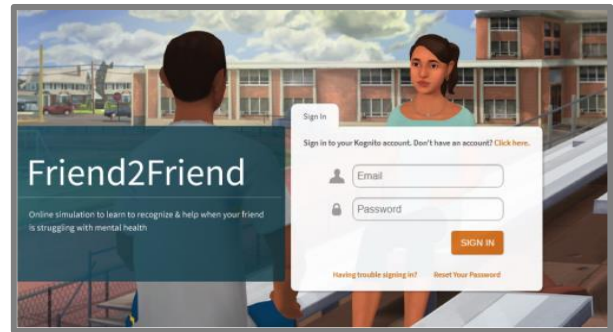 Friend2Friend
Online simulation to learn to recognize & help when your friend
is struggling with mental health
Sign In
Sign in to your Kognito account. Don't have an account? Click here.
Email
Password
SIGN IN
Having trouble signing in? Reset Your Password